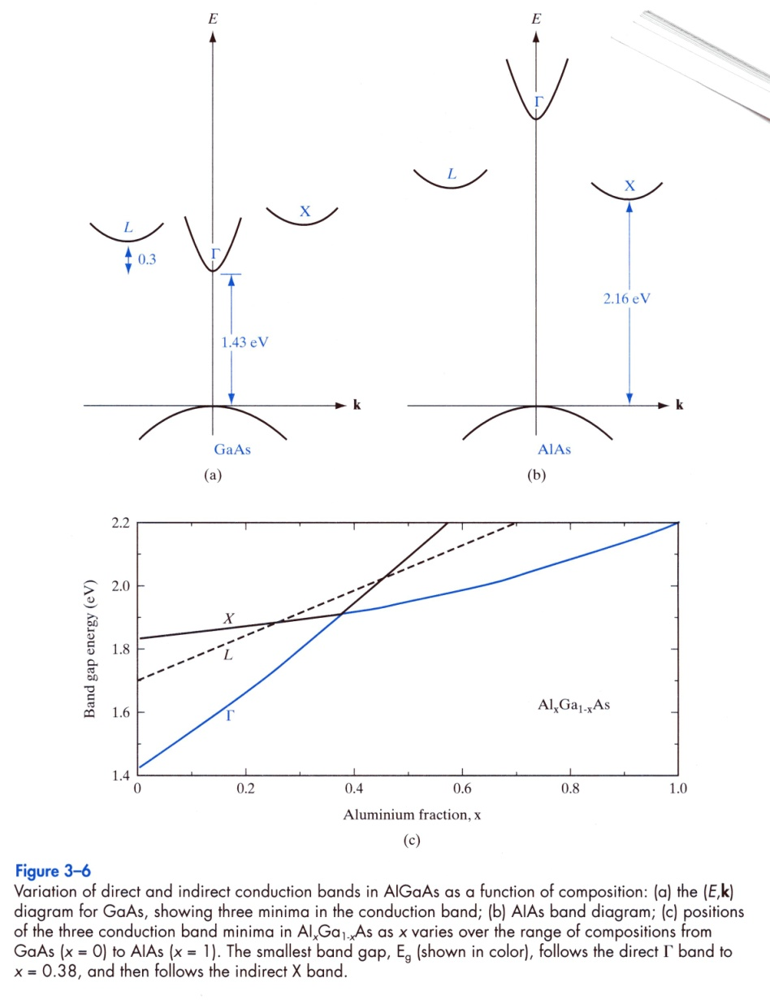 E
E
Γ
L
X
X
L
Γ
0.3
2.16 eV
1.43 eV
k
k
GaAs
AlAs
(a)
(b)
2.2
2.0
1.8
1.6
1.4
Band gap energy (eV)
X
L
Γ
AlₓGa₁₋ₓAs
0
0.2
0.4
0.6
0.8
1.0
Aluminium fraction, x
(c)
Figure 3–6
Variation of direct and indirect conduction bands in AlGaAs as a function of composition: (a) the (E,k)
diagram for GaAs, showing three minima in the conduction band; (b) AlAs band diagram; (c) positions
of the three conduction band minima in AlₓGa₁₋ₓAs as x varies over the range of compositions from
GaAs (x = 0) to AlAs (x = 1). The smallest band gap, E₉ (shown in color), follows the direct Γ band to
x = 0.38, and then follows the indirect X band.